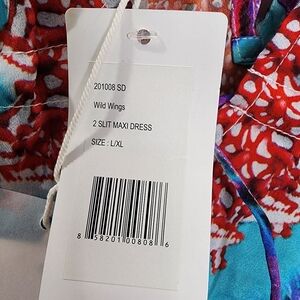 201008 SD
Wild Wings
2 SLIT MAXI DRESS
SIZE : L/XL
8 58201 00808 6